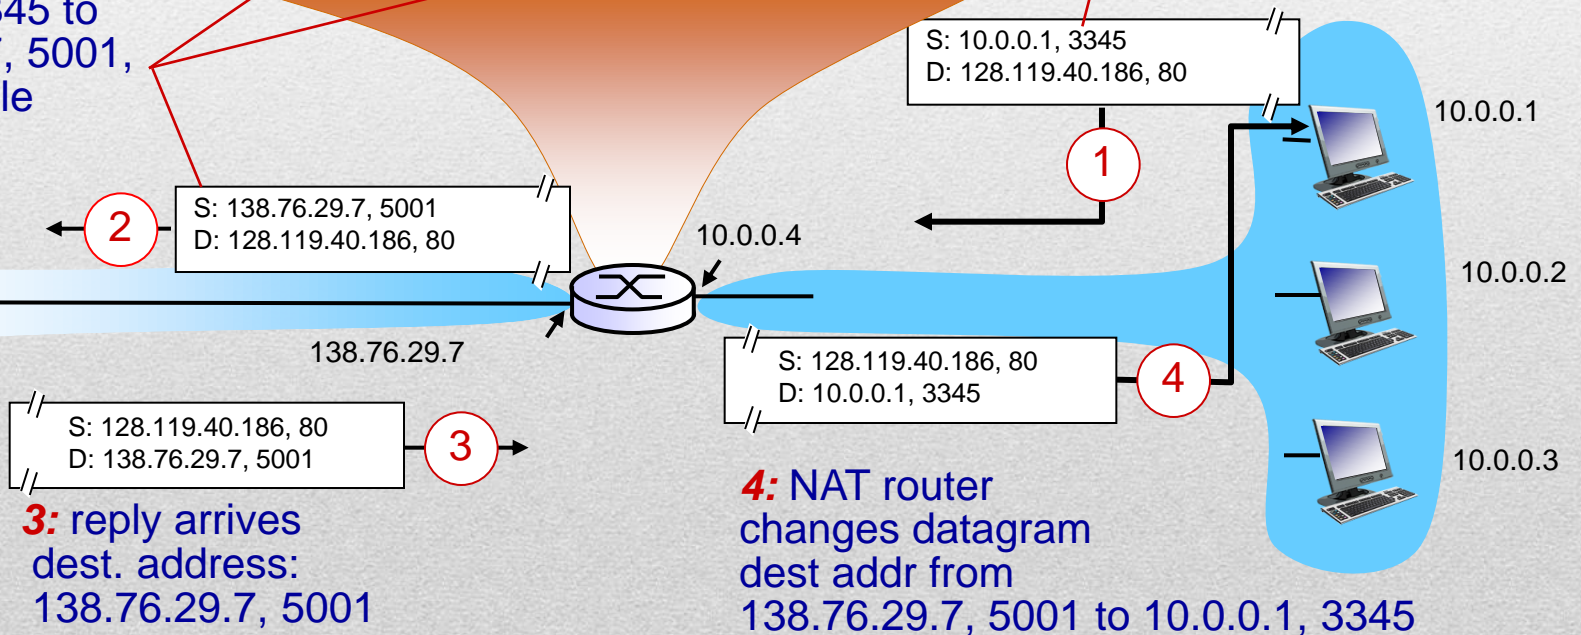 345 to
7, 5001,
le
S: 10.0.0.1, 3345
D: 128.119.40.186, 80
10.0.0.1
1
2
S: 138.76.29.7, 5001
D: 128.119.40.186, 80
10.0.0.4
10.0.0.2
138.76.29.7
S: 128.119.40.186, 80
D: 10.0.0.1, 3345
4
S: 128.119.40.186, 80
D: 138.76.29.7, 5001
3
10.0.0.3
3: reply arrives
dest. address:
138.76.29.7, 5001
4: NAT router
changes datagram
dest addr from
138.76.29.7, 5001 to 10.0.0.1, 3345